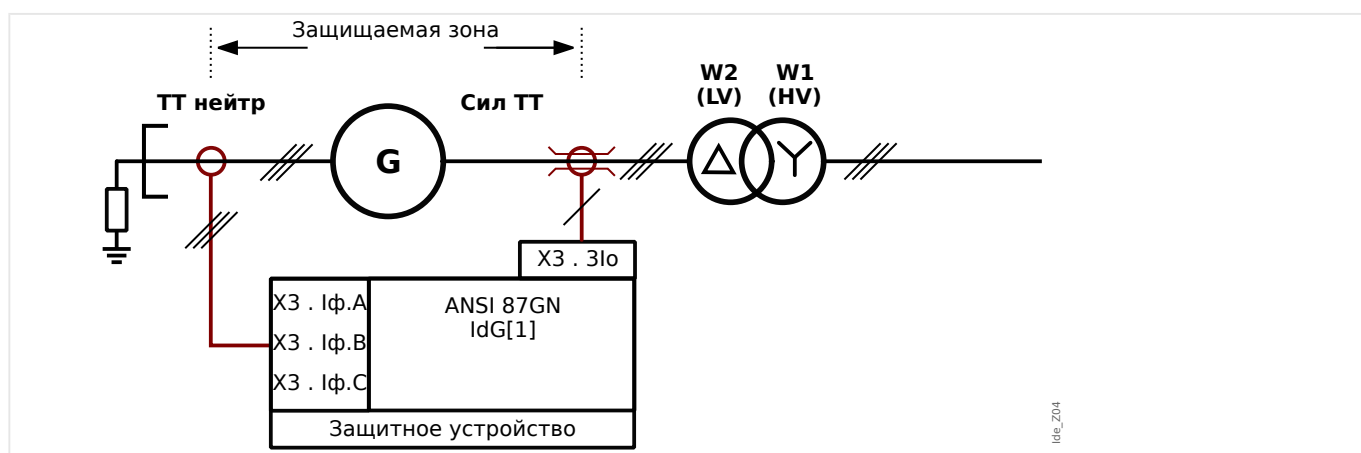 Защищаемая зона
ТТ нейтр
Сил ТТ
W2
(LV)
W1
(HV)
G
X3 . 3Io
X3 . Iф.A
X3 . Iф.B
X3 . Iф.C
ANSI 87GN
IdG[1]
Защитное устройство
Ide_Z04